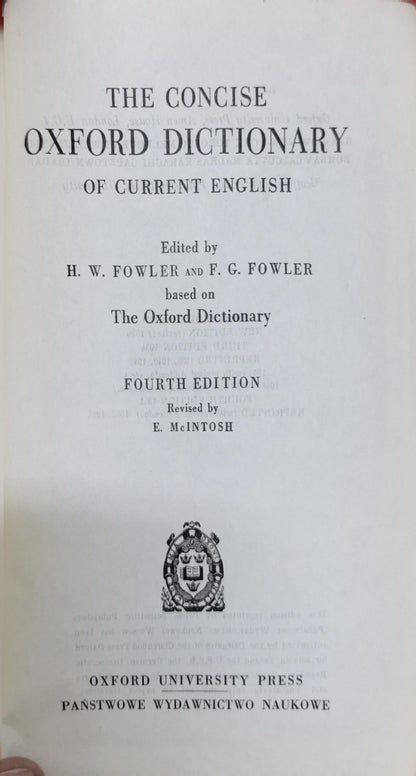 THE CONCISE
OXFORD DICTIONARY
OF CURRENT ENGLISH
Edited by
H. W. FOWLER AND F. G. FOWLER
based on
The Oxford Dictionary
FOURTH EDITION
Revised by
E. McINTOSH
OXFORD UNIVERSITY PRESS
PAŃSTWOWE WYDAWNICTWO NAUKOWE